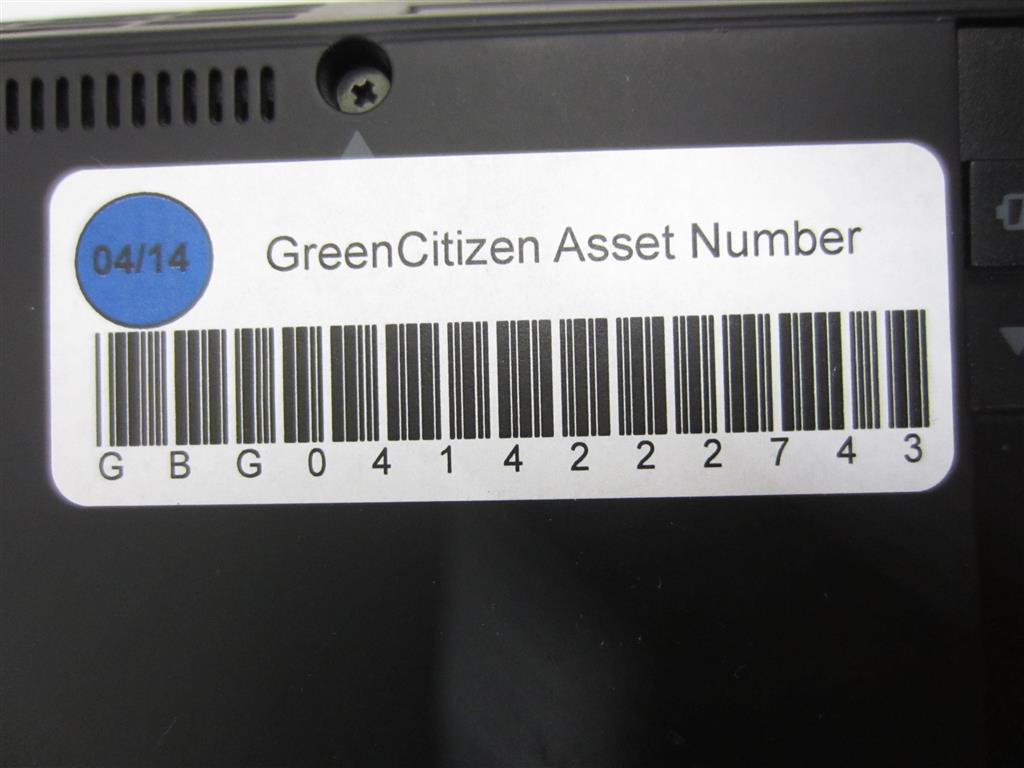 04/14
GreenCitizen Asset Number
G B G 0 4 1 4 2 2 2 7 4 3